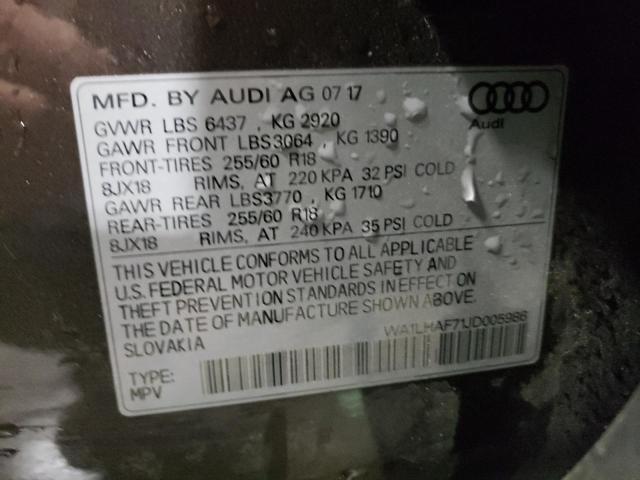 MFD. BY AUDI AG 07 17
Audi
GVWR LBS 6437 , KG 2920
GAWR FRONT LBS3064 , KG 1390
FRONT-TIRES 255/60 R18
8JX18 RIMS, AT 220 KPA 32 PSI COLD
GAWR REAR LBS3770 , KG 1710
REAR-TIRES 255/60 R18
8JX18 RIMS, AT 240 KPA 35 PSI COLD
THIS VEHICLE CONFORMS TO ALL APPLICABLE
U.S. FEDERAL MOTOR VEHICLE SAFETY AND
THEFT PREVENTION STANDARDS IN EFFECT ON
THE DATE OF MANUFACTURE SHOWN ABOVE.
SLOVAKIA WA1LHAF71JD005986
TYPE:
MPV